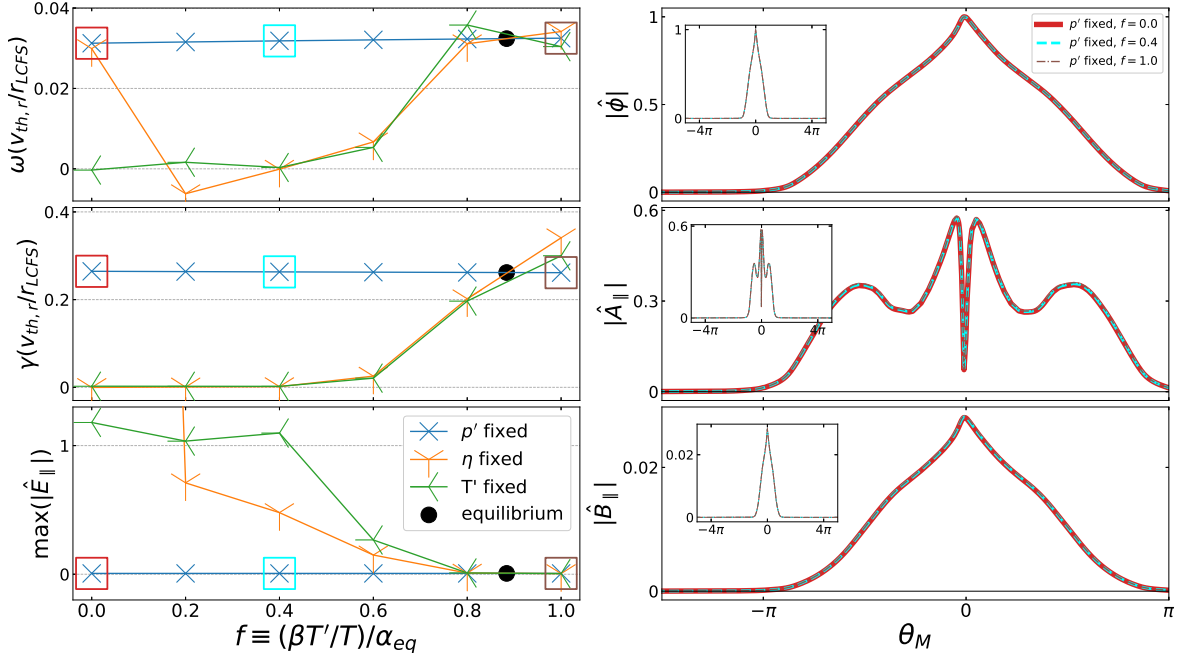 0.04
0.02
0
ω(v_{th,r}/r_{LCFS})
0.4
0.2
0
γ(v_{th,r}/r_{LCFS})
1
0
max(|Ê_∥|)
p′ fixed
η fixed
T' fixed
equilibrium
0.0 0.2 0.4 0.6 0.8 1.0
f ≡ (βT′/T)/α_{eq}
1
0.5
0
|ϕ̂|
1
0
−4π 0 4π
p′ fixed, f = 0.0
p′ fixed, f = 0.4
p′ fixed, f = 1.0
0.6
0.3
0
|Â_∥|
0.6
0
−4π 0 4π
0.02
0
|B̂_∥|
0.02
0
−4π 0 4π
−π 0 π
θ_M